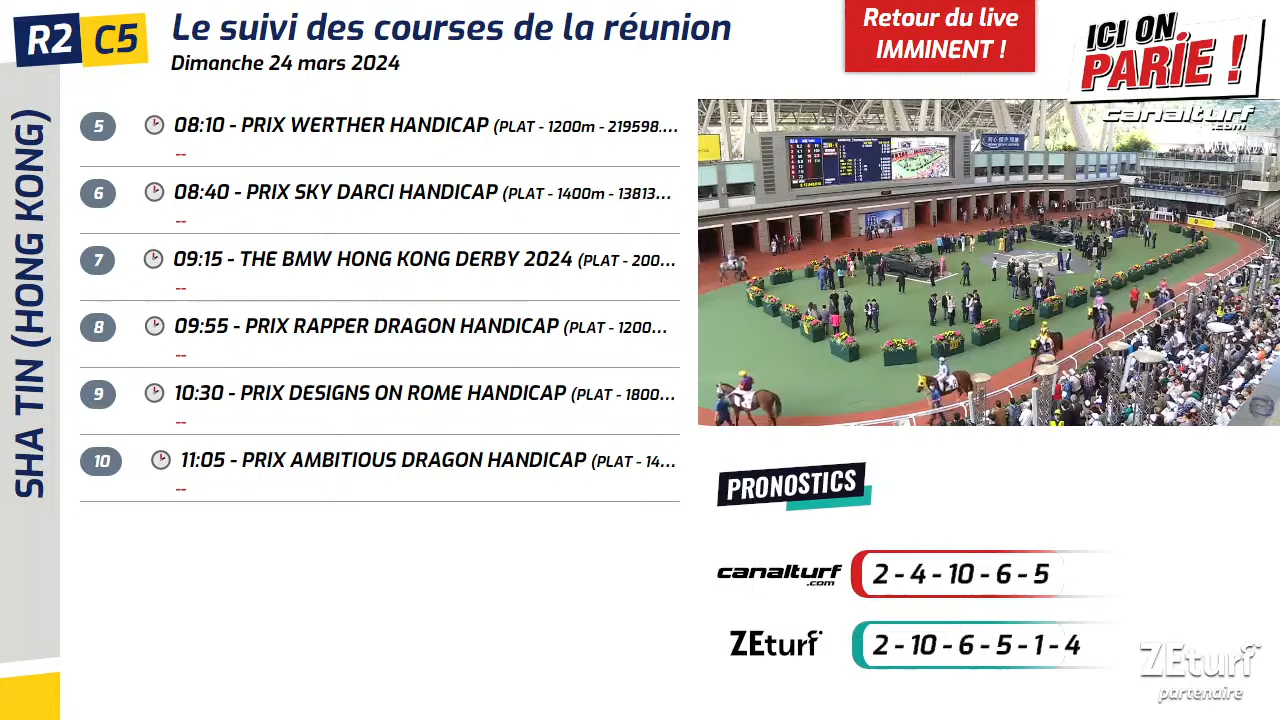 R2 C5
Le suivi des courses de la réunion
Dimanche 24 mars 2024
Retour du live
IMMINENT !
ICI ON
PARIE !
canalturf
.com
SHA TIN (HONG KONG)
5 08:10 - PRIX WERTHER HANDICAP (PLAT - 1200m - 219598....
--
6 08:40 - PRIX SKY DARCI HANDICAP (PLAT - 1400m - 13813...
--
7 09:15 - THE BMW HONG KONG DERBY 2024 (PLAT - 200...
--
8 09:55 - PRIX RAPPER DRAGON HANDICAP (PLAT - 1200...
--
9 10:30 - PRIX DESIGNS ON ROME HANDICAP (PLAT - 1800...
--
10 11:05 - PRIX AMBITIOUS DRAGON HANDICAP (PLAT - 14...
--
PRONOSTICS
canalturf
.com
2 - 4 - 10 - 6 - 5
ZEturf
2 - 10 - 6 - 5 - 1 - 4
ZEturf
partenaire